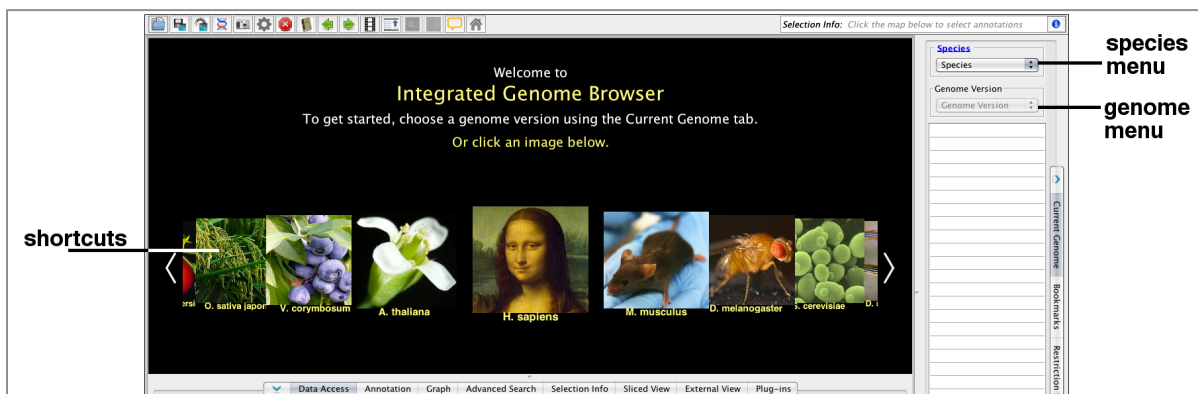 Selection Info: Click the map below to select annotations
Welcome to
Integrated Genome Browser
To get started, choose a genome version using the Current Genome tab.
Or click an image below.
Species
Species
species
menu
Genome Version
Genome Version
genome
menu
shortcuts
ersi
O. sativa japor
V. corymbosum
A. thaliana
H. sapiens
M. musculus
D. melanogaster
S. cerevisiae
Current Genome
Bookmarks
Restriction
Data Access
Annotation
Graph
Advanced Search
Selection Info
Sliced View
External View
Plug-ins